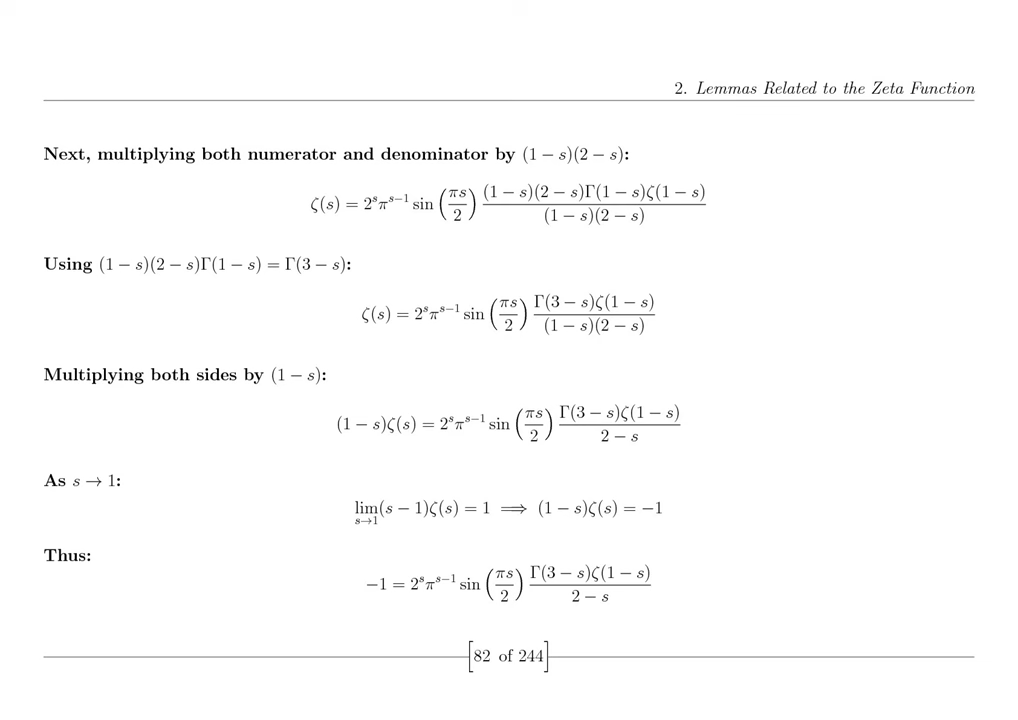 2. Lemmas Related to the Zeta Function
Next, multiplying both numerator and denominator by (1 − s)(2 − s):
ζ(s) = 2^s π^{s−1} sin (πs/2) (1 − s)(2 − s)Γ(1 − s)ζ(1 − s) / (1 − s)(2 − s)
Using (1 − s)(2 − s)Γ(1 − s) = Γ(3 − s):
ζ(s) = 2^s π^{s−1} sin (πs/2) Γ(3 − s)ζ(1 − s) / (1 − s)(2 − s)
Multiplying both sides by (1 − s):
(1 − s)ζ(s) = 2^s π^{s−1} sin (πs/2) Γ(3 − s)ζ(1 − s) / 2 − s
As s → 1:
lim_{s→1} (s − 1)ζ(s) = 1 ⟹ (1 − s)ζ(s) = −1
Thus:
−1 = 2^s π^{s−1} sin (πs/2) Γ(3 − s)ζ(1 − s) / 2 − s
[82 of 244]